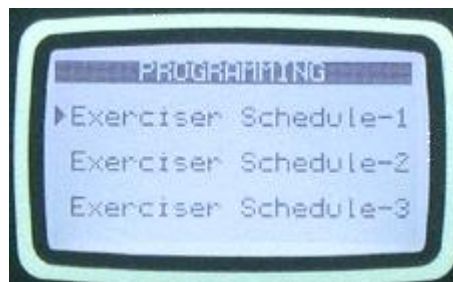 PROGRAMMING
Exerciser Schedule-1
Exerciser Schedule-2
Exerciser Schedule-3